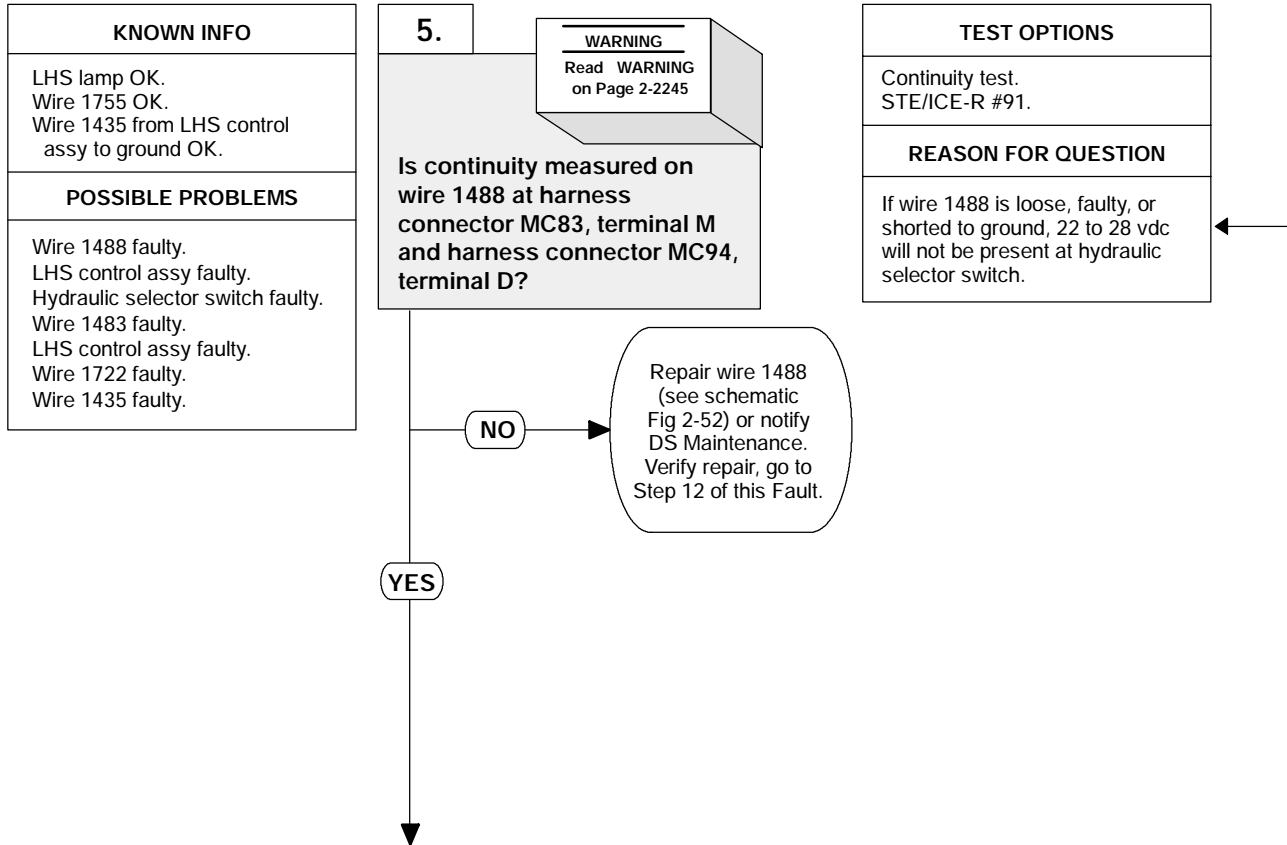 KNOWN INFO
LHS lamp OK.
Wire 1755 OK.
Wire 1435 from LHS control
assy to ground OK.
POSSIBLE PROBLEMS
Wire 1488 faulty.
LHS control assy faulty.
Hydraulic selector switch faulty.
Wire 1483 faulty.
LHS control assy faulty.
Wire 1722 faulty.
Wire 1435 faulty.
5.
WARNING
Read WARNING
on Page 2-2245
Is continuity measured on
wire 1488 at harness
connector MC83, terminal M
and harness connector MC94,
terminal D?
TEST OPTIONS
Continuity test.
STE/ICE-R #91.
REASON FOR QUESTION
If wire 1488 is loose, faulty, or
shorted to ground, 22 to 28 vdc
will not be present at hydraulic
selector switch.
NO
Repair wire 1488
(see schematic
Fig 2-52) or notify
DS Maintenance.
Verify repair, go to
Step 12 of this Fault.
YES